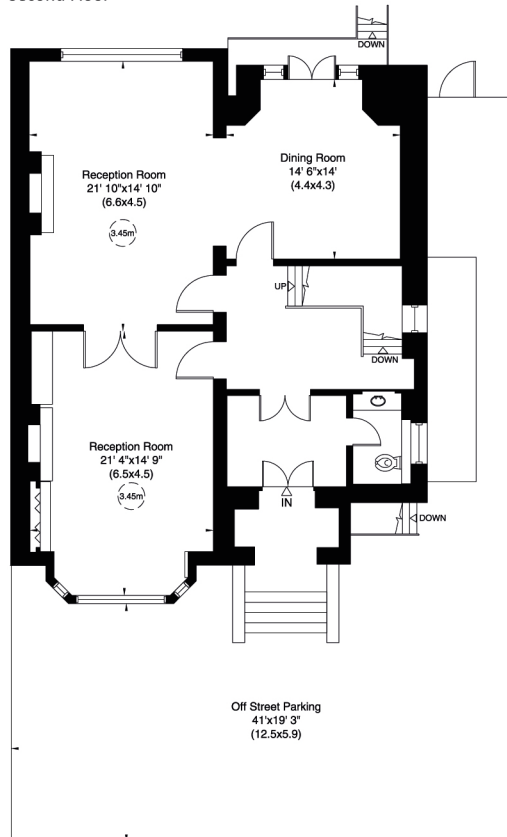 DOWN
Dining Room
14' 6"x14'
(4.4x4.3)
Reception Room
21' 10"x14' 10"
(6.6x4.5)
3.45m
UP
DOWN
Reception Room
21' 4"x14' 9"
(6.5x4.5)
3.45m
IN
DOWN
Off Street Parking
41'x19' 3"
(12.5x5.9)